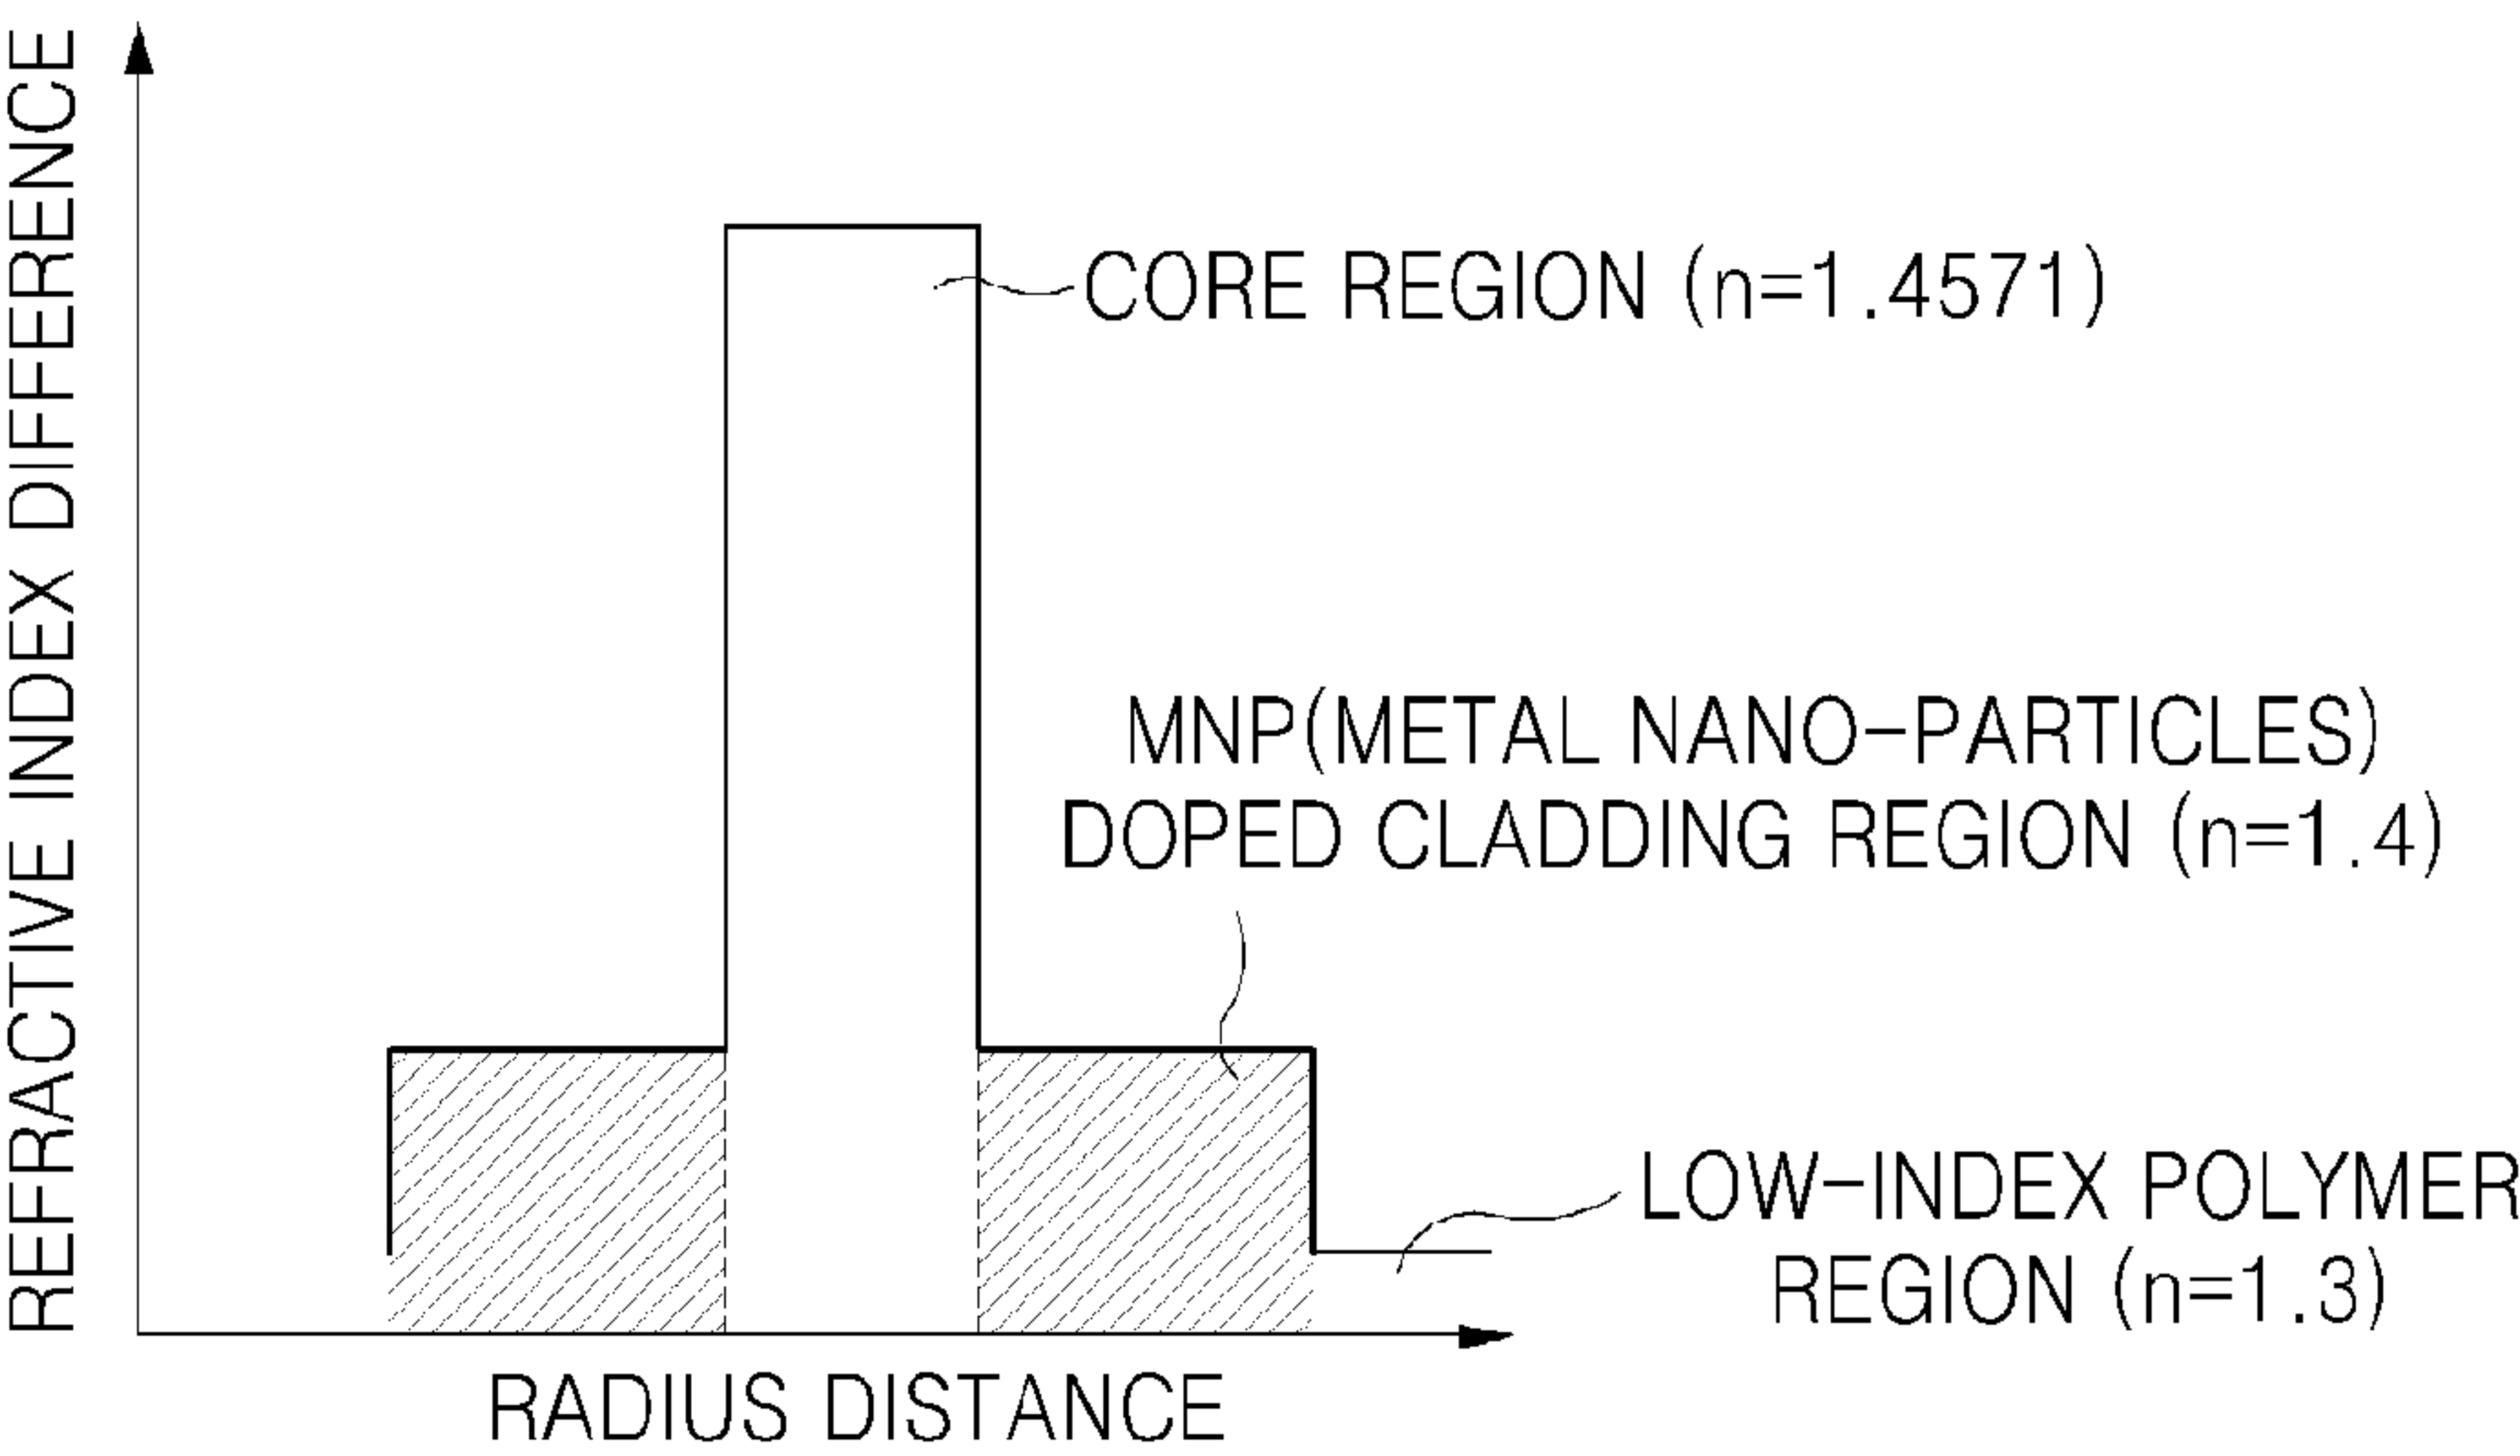 REFRACTIVE INDEX DIFFERENCE
CORE REGION (n=1.4571)
MNP(METAL NANO-PARTICLES)
DOPED CLADDING REGION (n=1.4)
LOW-INDEX POLYMER
REGION (n=1.3)
RADIUS DISTANCE